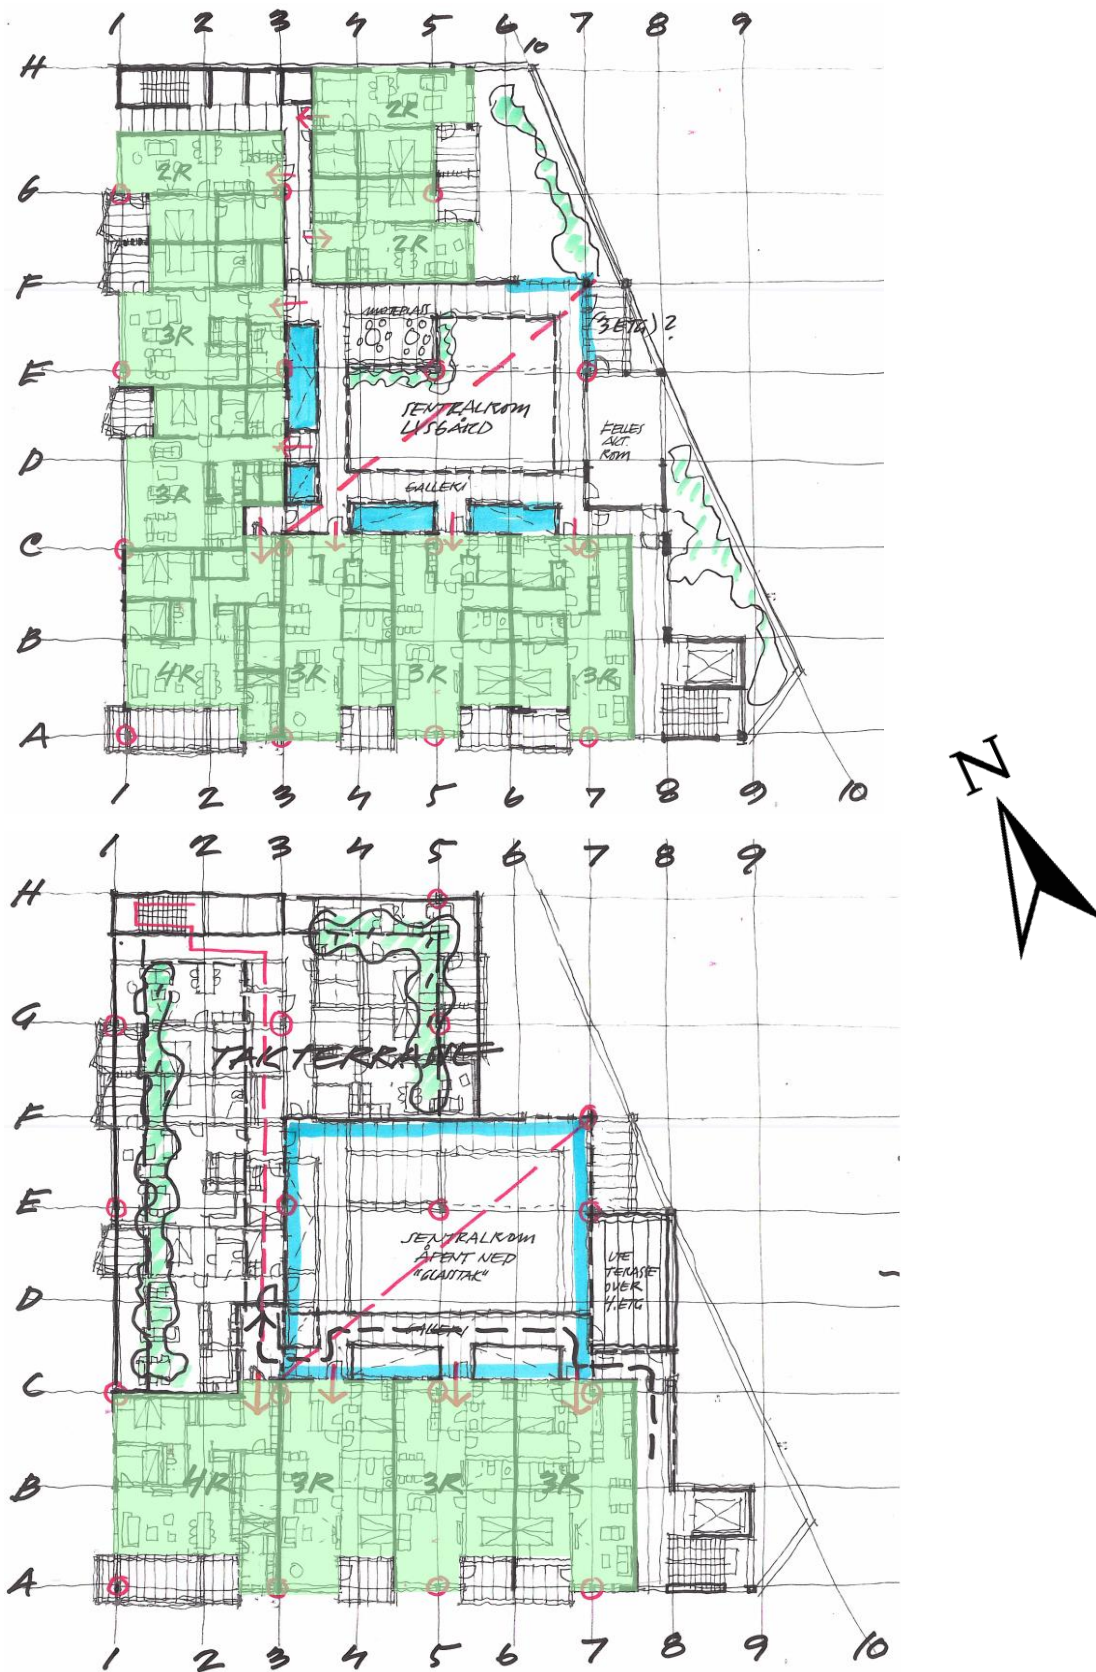 1 2 3 4 5 6 7 8 9
10
H
2R
2R
G
2R
F
MØTEPLASS
(3.ETG)?
3R
E
SENTRALROM
LYSGÅRD
FELLES
AKT.
ROM
D
3R
GALLERI
C
B
4R 3R 3R 3R
A
1 2 3 4 5 6 7 8 9 10
N
1 2 3 4 5 6 7 8 9
H
G
TAKTERRASSE
F
E
SENTRALROM
ÅPENT NED
"GLASSTAK"
UTE
TERASSE
OVER
4.ETG
D
GALLERI
C
B
4R 3R 3R 3R
A
1 2 3 4 5 6 7 8 9 10